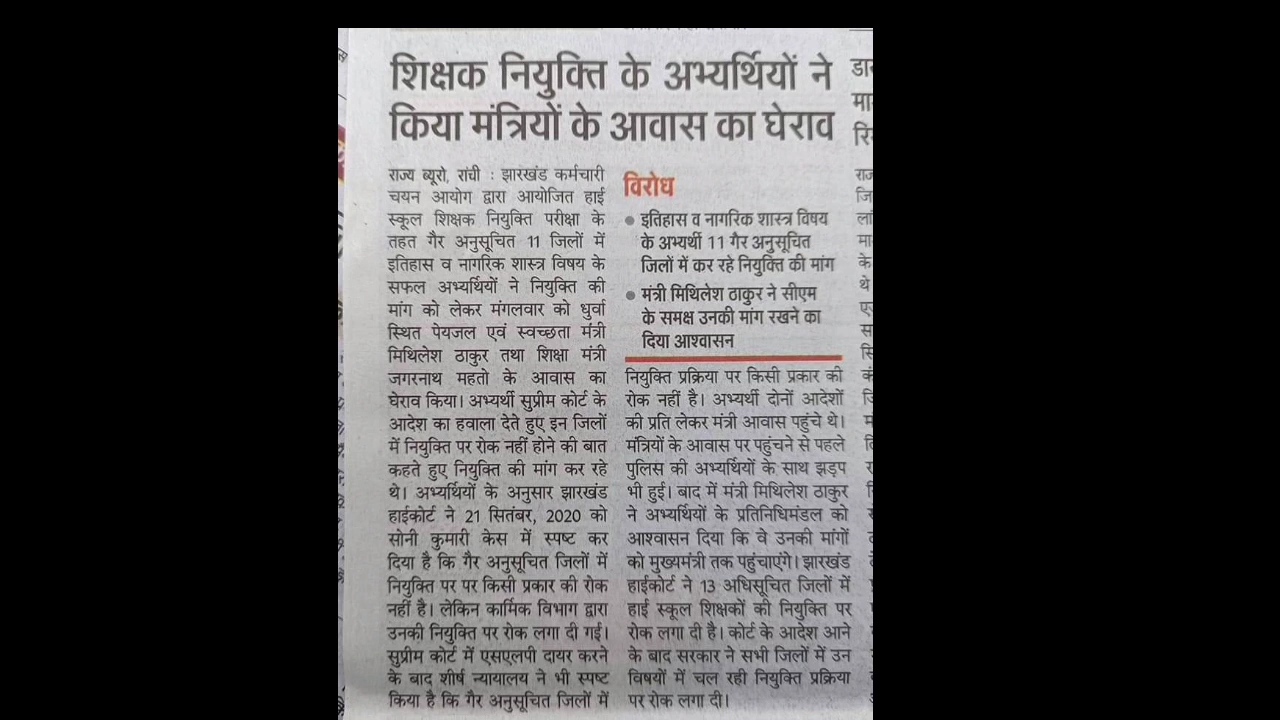 शिक्षक नियुक्ति के अभ्यर्थियों ने
किया मंत्रियों के आवास का घेराव
राज्य ब्यूरो, रांची : झारखंड कर्मचारी
चयन आयोग द्वारा आयोजित हाई
स्कूल शिक्षक नियुक्ति परीक्षा के
तहत गैर अनुसूचित 11 जिलों में
इतिहास व नागरिक शास्त्र विषय के
सफल अभ्यर्थियों ने नियुक्ति की
मांग को लेकर मंगलवार को धुर्वा
स्थित पेयजल एवं स्वच्छता मंत्री
मिथिलेश ठाकुर तथा शिक्षा मंत्री
जगरनाथ महतो के आवास का
घेराव किया। अभ्यर्थी सुप्रीम कोर्ट के
आदेश का हवाला देते हुए इन जिलों
में नियुक्ति पर रोक नहीं होने की बात
कहते हुए नियुक्ति की मांग कर रहे
थे। अभ्यर्थियों के अनुसार झारखंड
हाईकोर्ट ने 21 सितंबर, 2020 को
सोनी कुमारी केस में स्पष्ट कर
दिया है कि गैर अनुसूचित जिलों में
नियुक्ति पर पर किसी प्रकार की रोक
नहीं है। लेकिन कार्मिक विभाग द्वारा
उनकी नियुक्ति पर रोक लगा दी गई।
सुप्रीम कोर्ट में एसएलपी दायर करने
के बाद शीर्ष न्यायालय ने भी स्पष्ट
किया है कि गैर अनुसूचित जिलों में
विरोध
● इतिहास व नागरिक शास्त्र विषय
के अभ्यर्थी 11 गैर अनुसूचित
जिलों में कर रहे नियुक्ति की मांग
● मंत्री मिथिलेश ठाकुर ने सीएम
के समक्ष उनकी मांग रखने का
दिया आश्वासन
नियुक्ति प्रक्रिया पर किसी प्रकार की
रोक नहीं है। अभ्यर्थी दोनों आदेशों
की प्रति लेकर मंत्री आवास पहुंचे थे।
मंत्रियों के आवास पर पहुंचने से पहले
पुलिस की अभ्यर्थियों के साथ झड़प
भी हुई। बाद में मंत्री मिथिलेश ठाकुर
ने अभ्यर्थियों के प्रतिनिधिमंडल को
आश्वासन दिया कि वे उनकी मांगों
को मुख्यमंत्री तक पहुंचाएंगे। झारखंड
हाईकोर्ट ने 13 अधिसूचित जिलों में
हाई स्कूल शिक्षकों की नियुक्ति पर
रोक लगा दी है। कोर्ट के आदेश आने
के बाद सरकार ने सभी जिलों में उन
विषयों में चल रही नियुक्ति प्रक्रिया
पर रोक लगा दी।